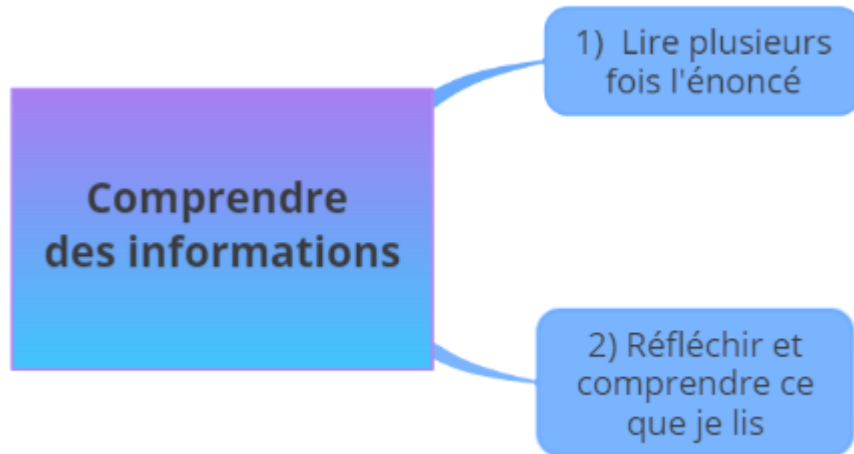 Comprendre
des informations
1) Lire plusieurs
fois l'énoncé
2) Réfléchir et
comprendre ce
que je lis